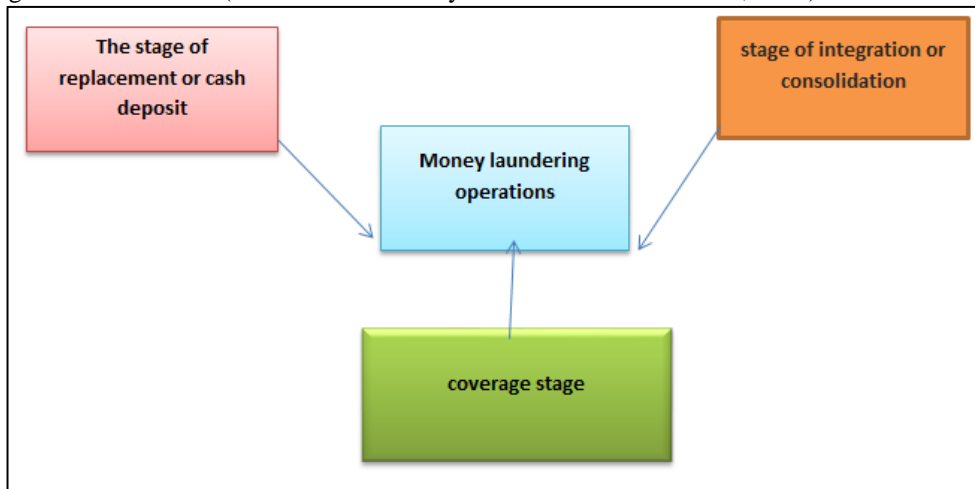 The stage of
replacement or cash
deposit
stage of integration or
consolidation
Money laundering
operations
coverage stage